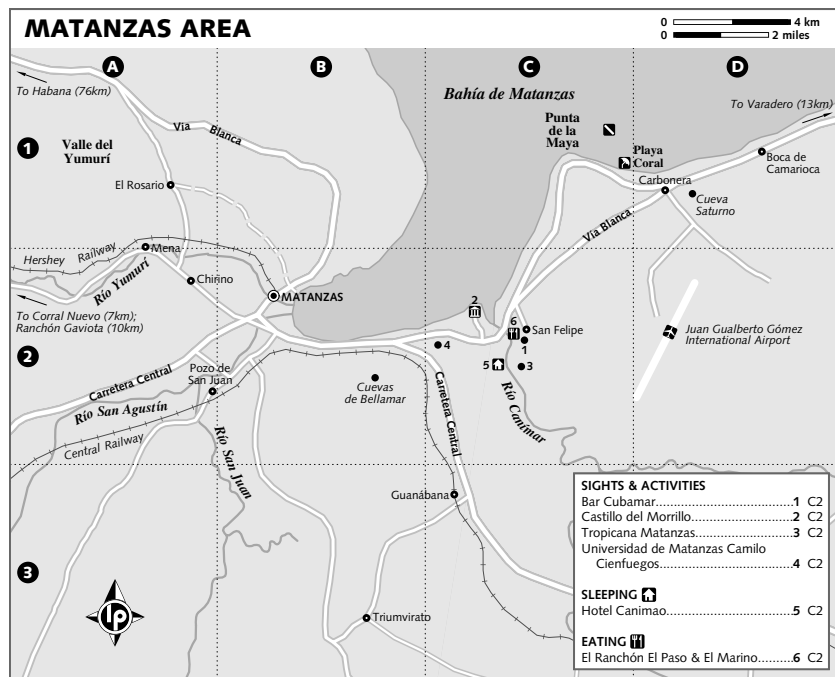 MATANZAS AREA
0 4 km
0 2 miles
A
B
C
D
To Habana (76km)
Bahía de Matanzas
To Varadero (13km)
1
Valle del
Yumurí
Vía Blanca
Punta
de la
Maya
Playa
Coral
Boca de
Camarioca
El Rosario
Carbonera
Cueva
Saturno
Vía Blanca
Hershey Railway
Mena
Río Yumurí
Chirino
MATANZAS
To Corral Nuevo (7km);
Ranchón Gaviota (10km)
2
6
San Felipe
1
4
5
3
Juan Gualberto Gómez
International Airport
2
Carretera Central
Pozo de
San Juan
Cuevas
de Bellamar
Río San Agustín
Central Railway
Río San Juan
Carretera Central
Río Canímar
Guanábana
3
Triumvirato
lp
SIGHTS & ACTIVITIES
Bar Cubamar..................................1 C2
Castillo del Morrillo........................2 C2
Tropicana Matanzas.......................3 C2
Universidad de Matanzas Camilo
Cienfuegos.................................4 C2
SLEEPING
Hotel Canimao...............................5 C2
EATING
El Ranchón El Paso & El Marino........6 C2